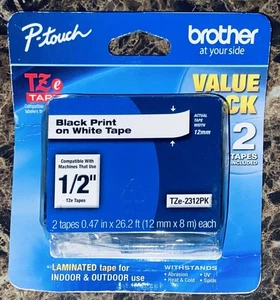 P-touch
brother
at your side
TZe
TAPE
VALUE
2
TAPES
Black Print
on White Tape
ACTUAL
TAPE
WIDTH
12mm
Compatible With
Machines That Use
1/2"
TZe Tapes
TZe-2312PK
2 tapes 0.47 in x 26.2 ft (12 mm x 8 m) each
LAMINATED tape for
INDOOR & OUTDOOR use
WITHSTANDS
• Abrasion • UV
• Heat & Cold • Spills